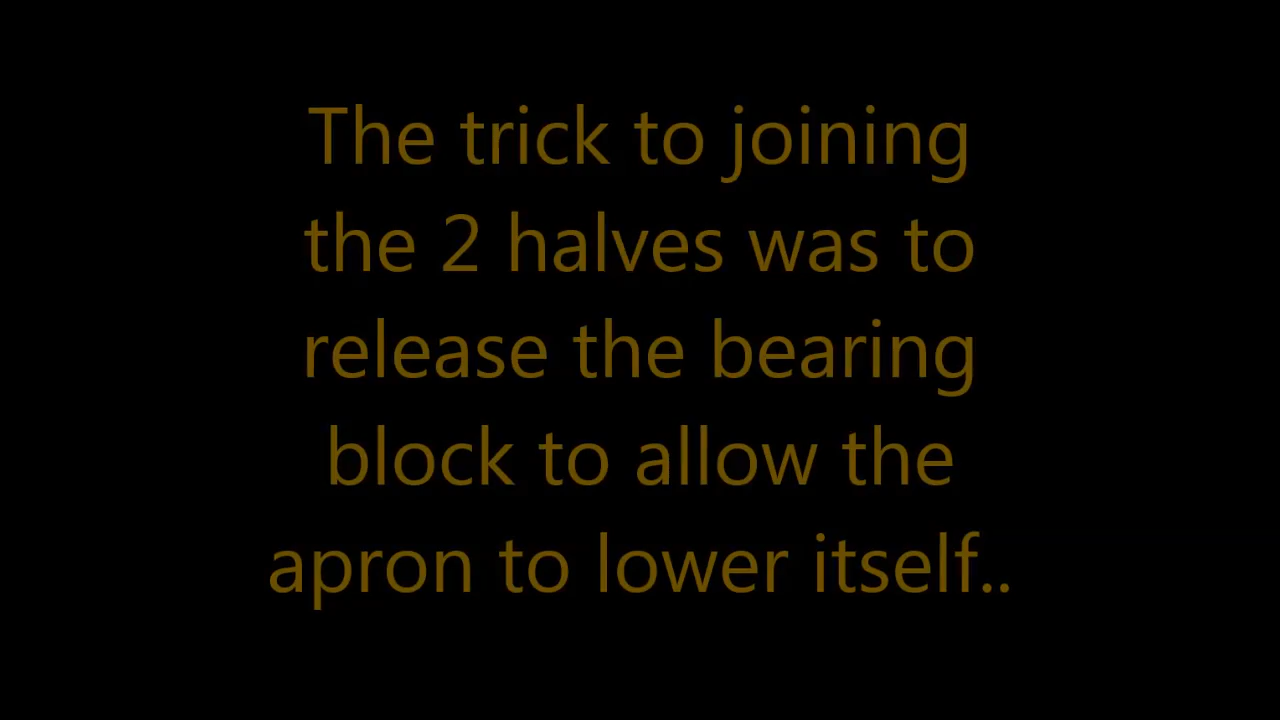 The trick to joining
the 2 halves was to
release the bearing
block to allow the
apron to lower itself..